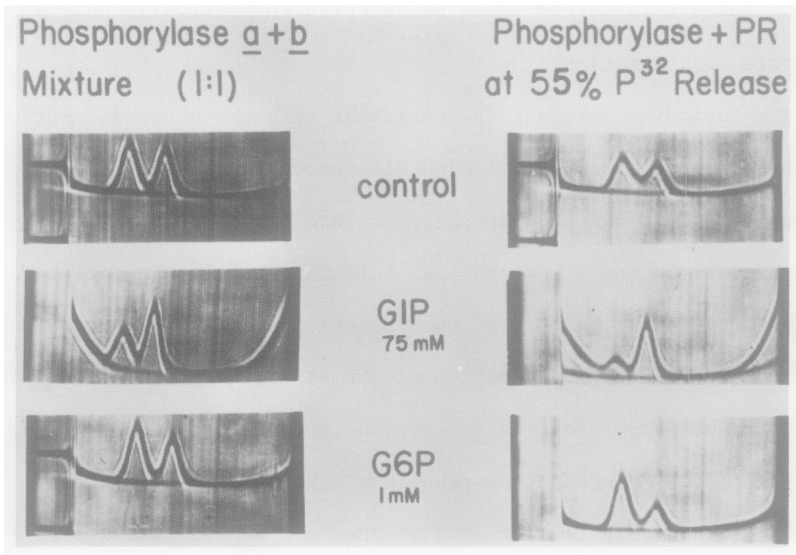 Phosphorylase a + b
Mixture (1:1)
Phosphorylase + PR
at 55% P32 Release
control
G1P
75 mM
G6P
1 mM